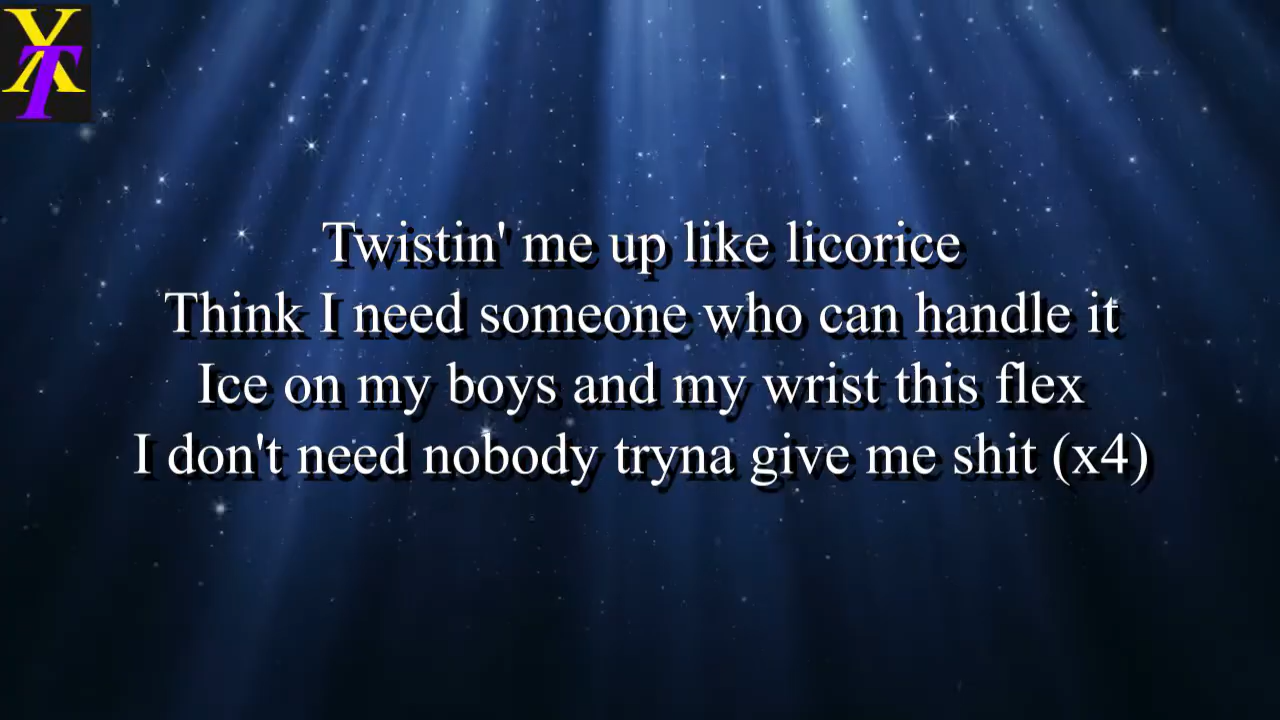 XT
Twistin' me up like licorice
Think I need someone who can handle it
Ice on my boys and my wrist this flex
I don't need nobody tryna give me shit (x4)